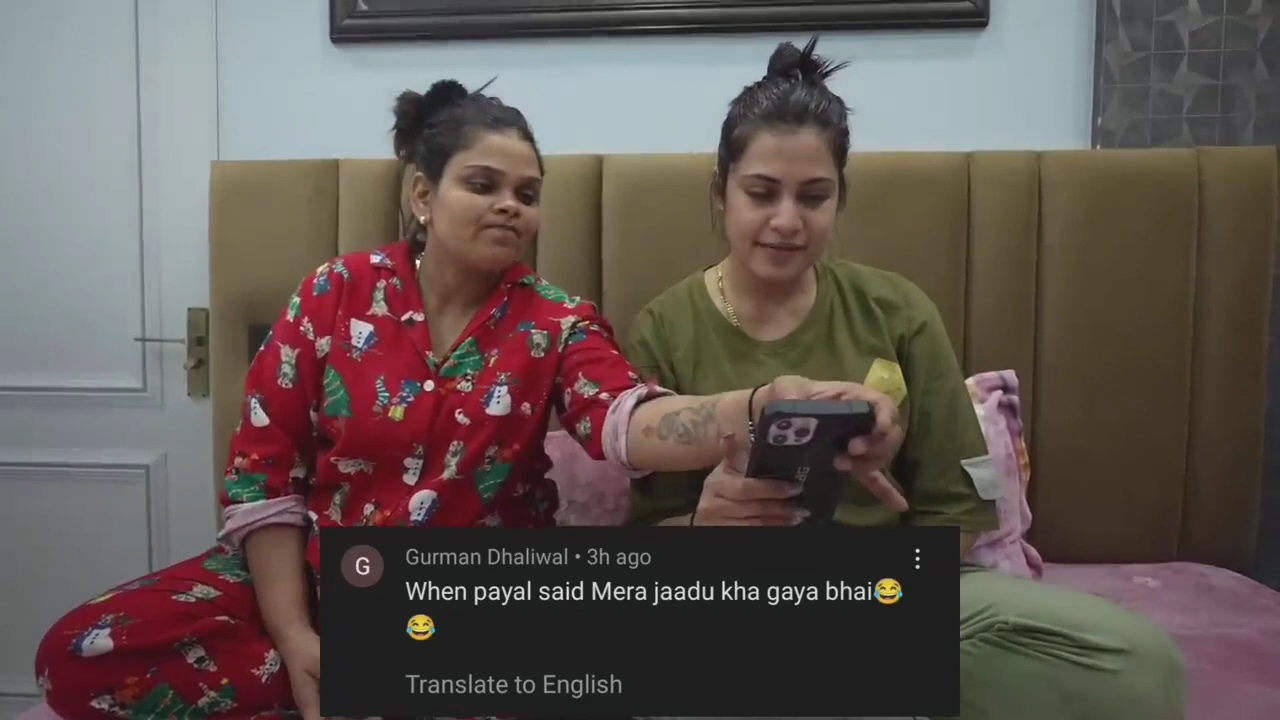 G
Gurman Dhaliwal • 3h ago
When payal said Mera jaadu kha gaya bhai😂
😂
Translate to English